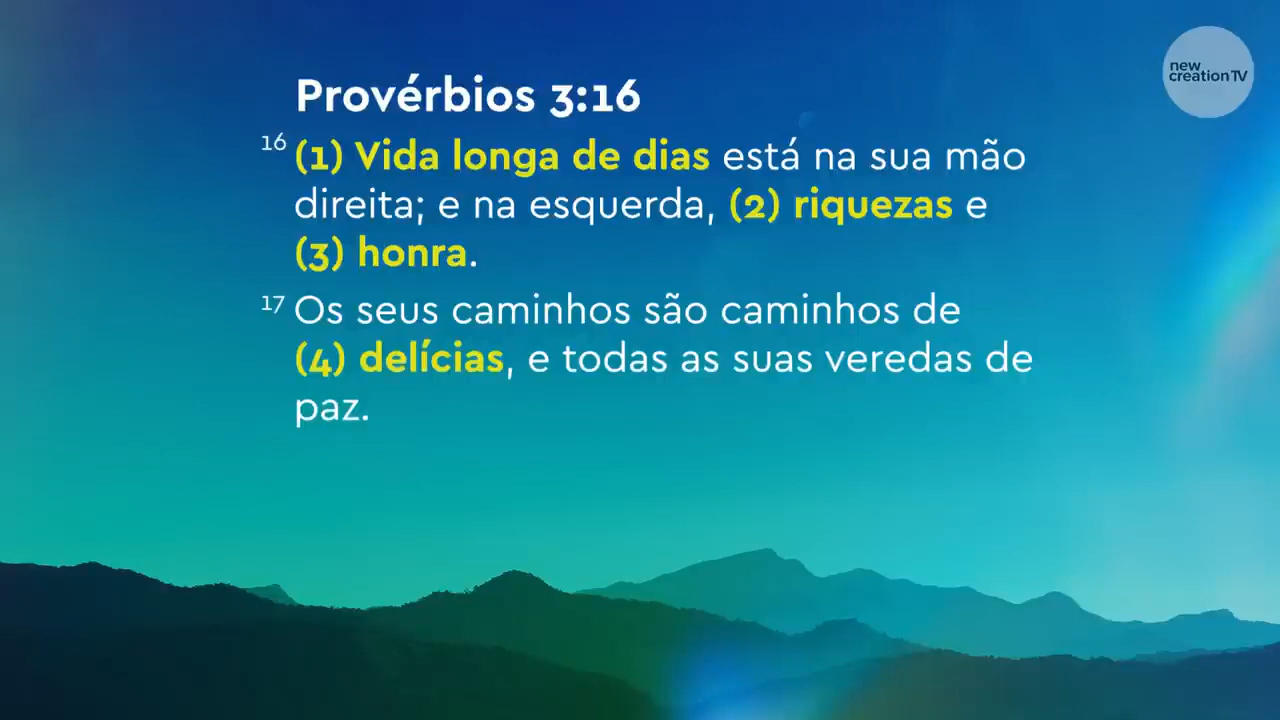 new
creation TV
Provérbios 3:16
16 (1) Vida longa de dias está na sua mão
direita; e na esquerda, (2) riquezas e
(3) honra.
17 Os seus caminhos são caminhos de
(4) delícias, e todas as suas veredas de
paz.